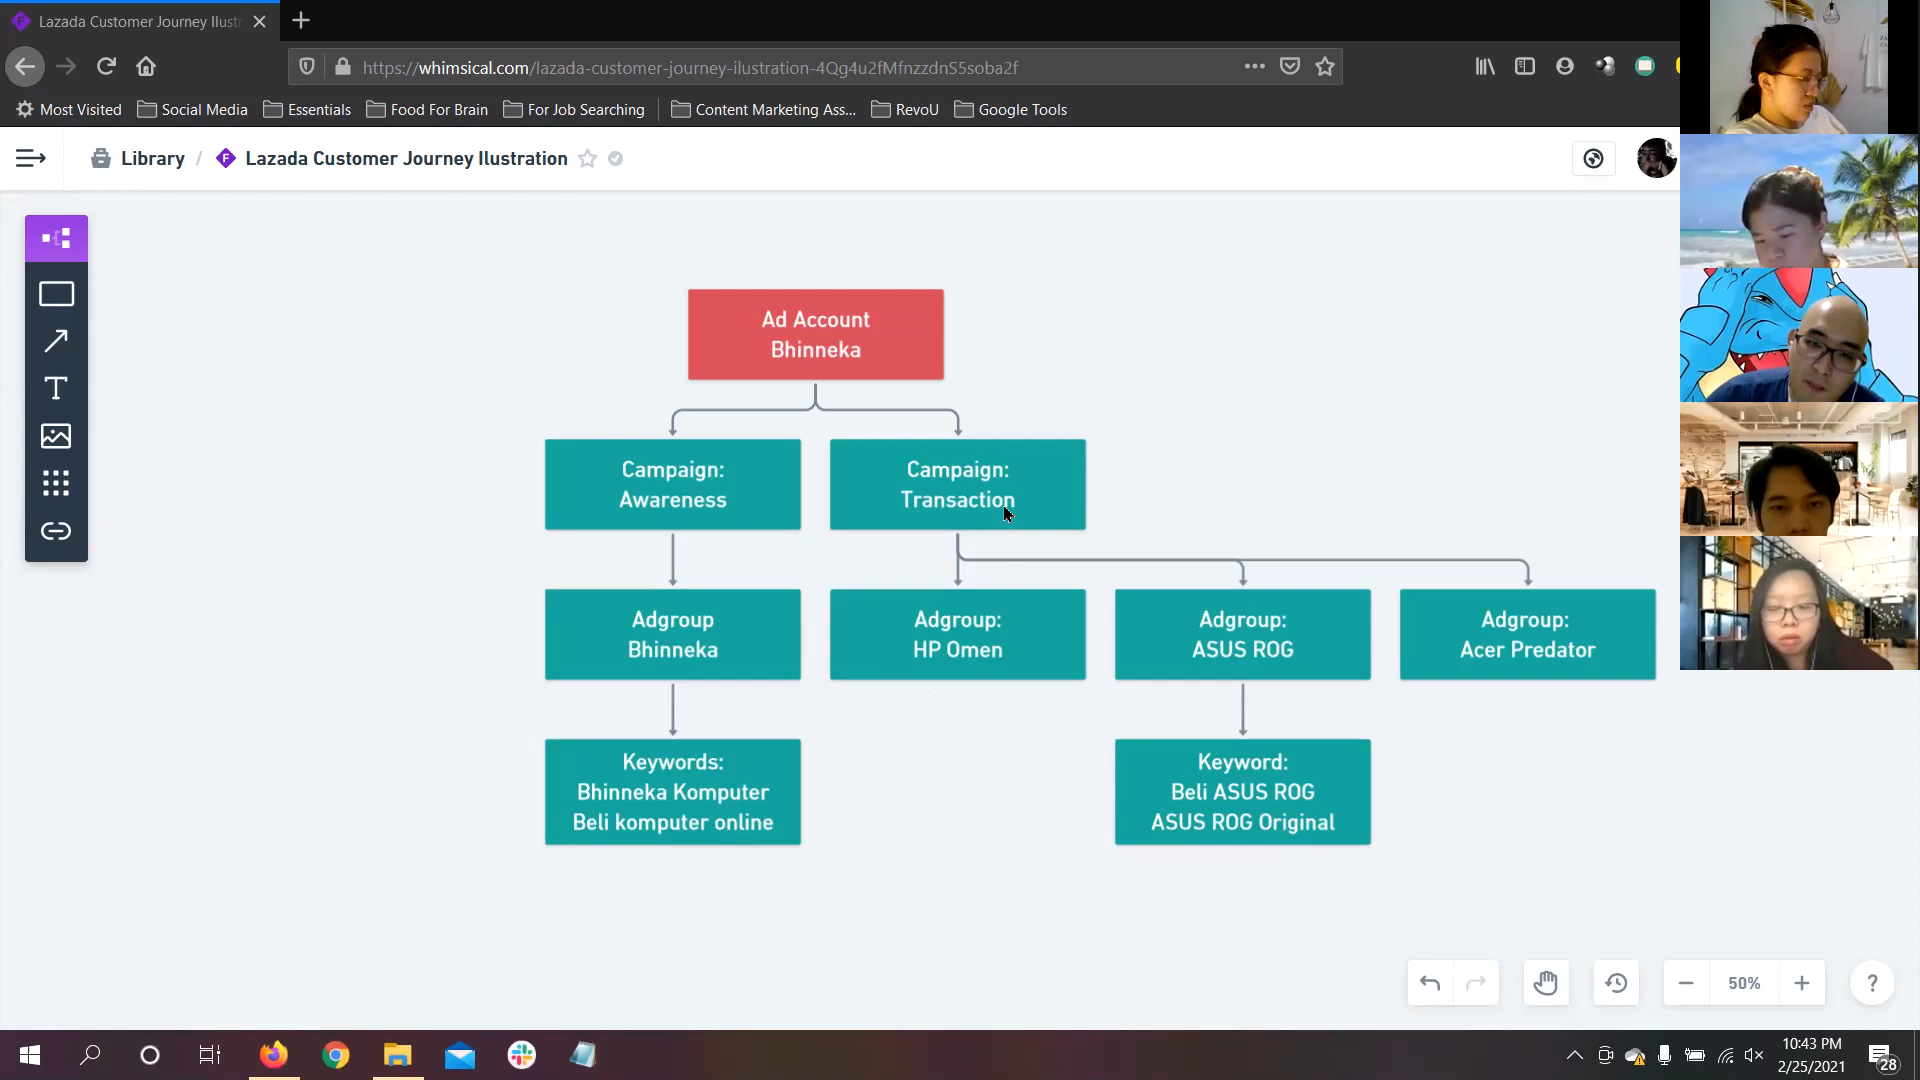 Lazada Customer Journey Ilustr
https://whimsical.com/lazada-customer-journey-ilustration-4Qg4u2fMfnzzdnS5soba2f
Most Visited
Social Media
Essentials
Food For Brain
For Job Searching
Content Marketing Ass...
RevoU
Google Tools
Library / Lazada Customer Journey Ilustration
Ad Account
Bhinneka
Campaign:
Awareness
Campaign:
Transaction
Adgroup
Bhinneka
Adgroup:
HP Omen
Adgroup:
ASUS ROG
Adgroup:
Acer Predator
Keywords:
Bhinneka Komputer
Beli komputer online
Keyword:
Beli ASUS ROG
ASUS ROG Original
50%
?
10:43 PM
2/25/2021
28